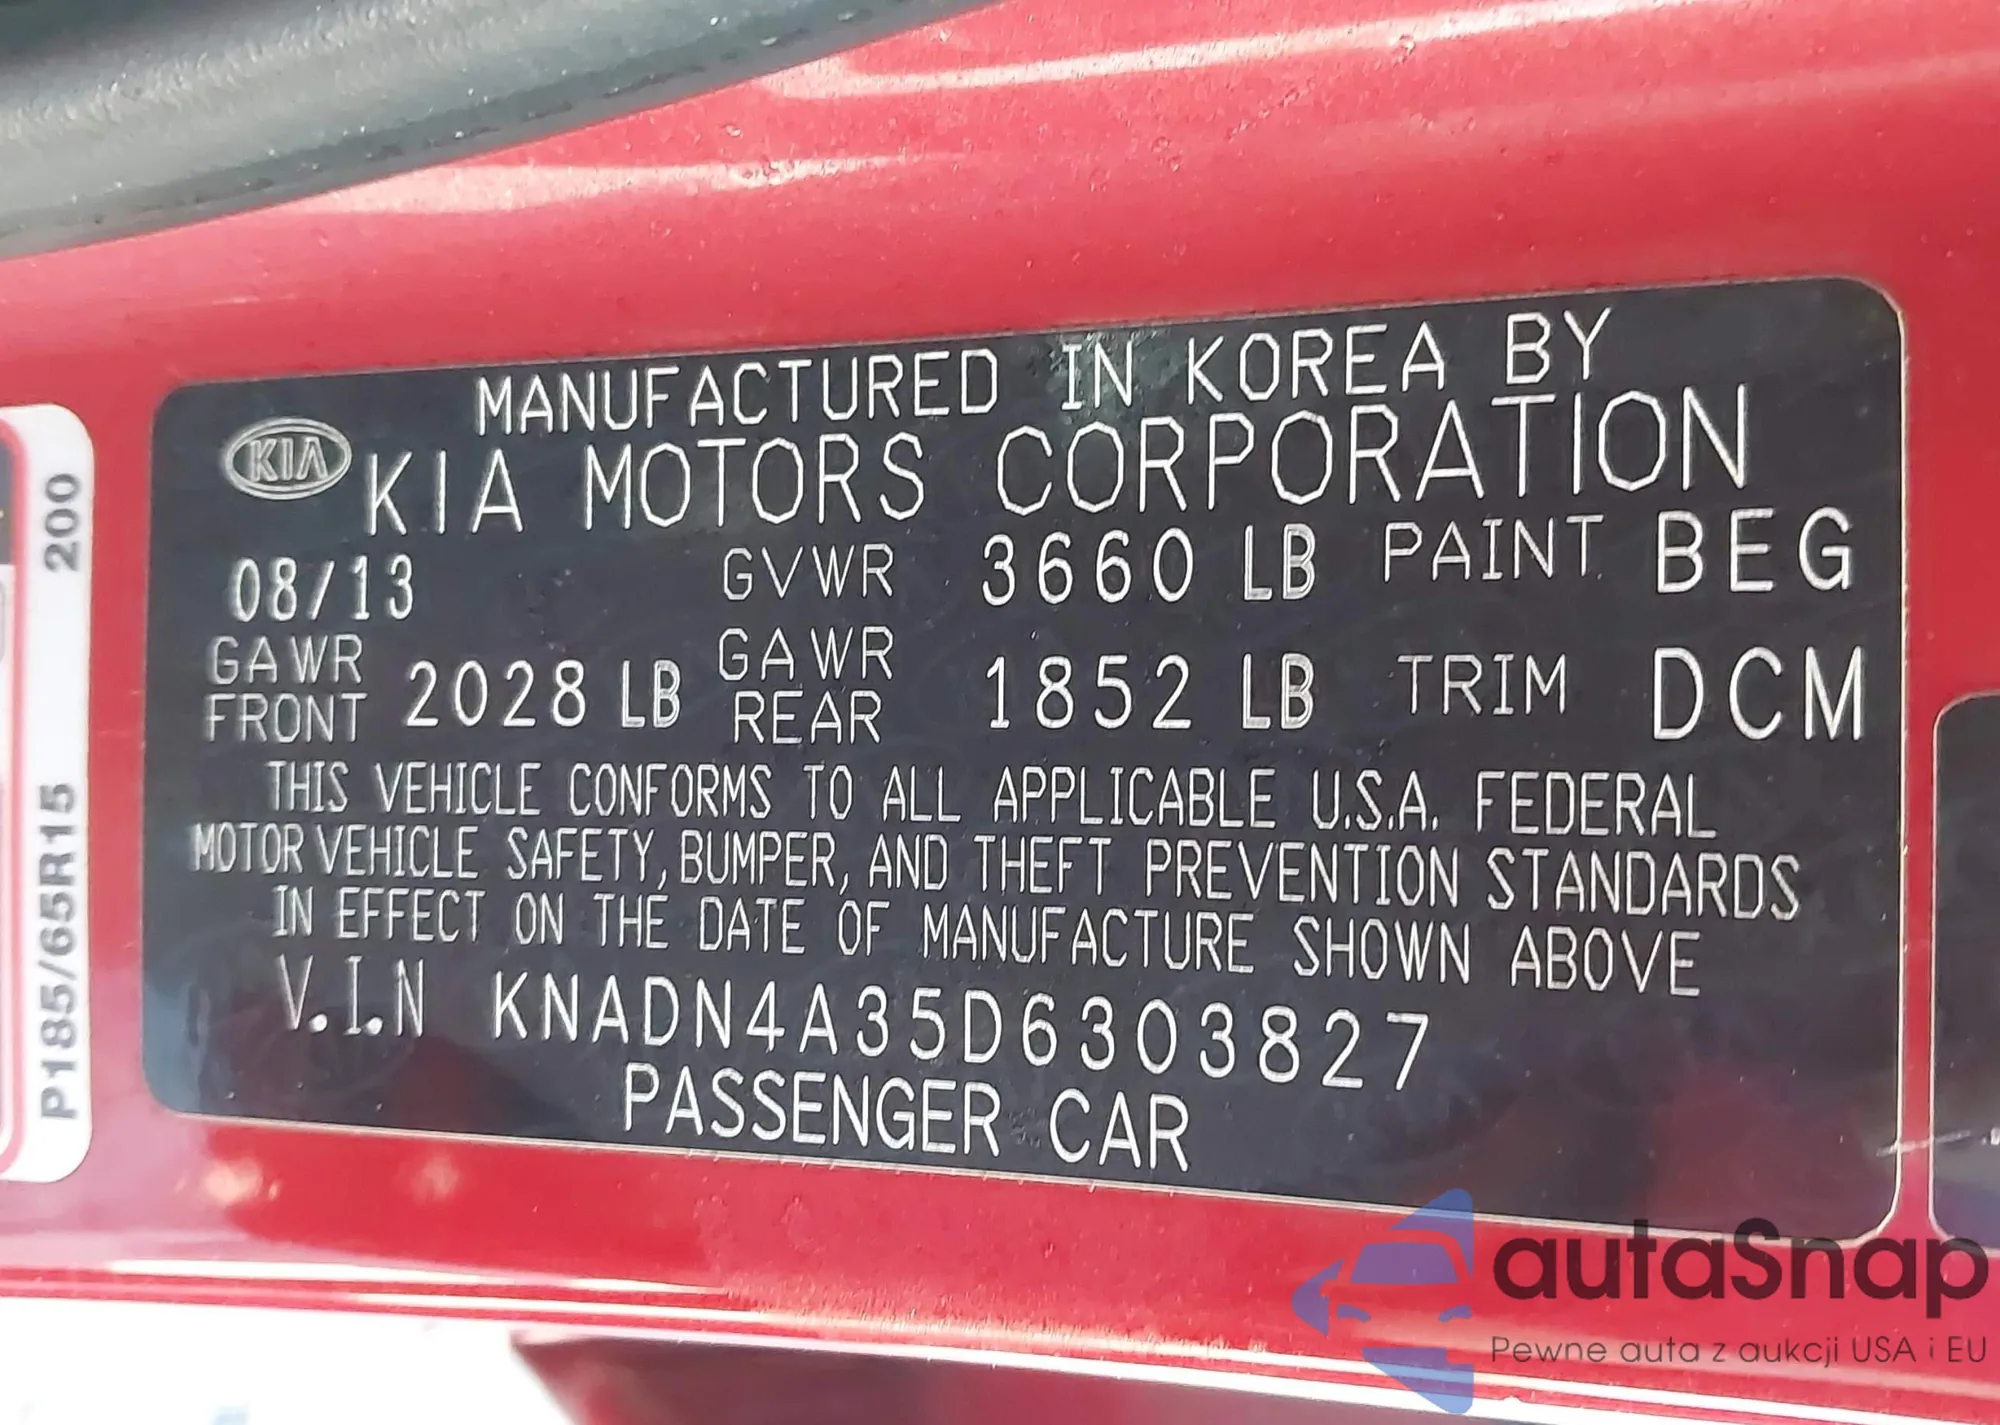 MANUFACTURED IN KOREA BY
KIA KIA MOTORS CORPORATION
08/13 GVWR 3660 LB PAINT BEG
GAWR FRONT 2028 LB GAWR REAR 1852 LB TRIM DCM
THIS VEHICLE CONFORMS TO ALL APPLICABLE U.S.A. FEDERAL
MOTOR VEHICLE SAFETY, BUMPER, AND THEFT PREVENTION STANDARDS
IN EFFECT ON THE DATE OF MANUFACTURE SHOWN ABOVE
V.I.N KNADN4A35D6303827
PASSENGER CAR
P185/65R15 200
autaSnap
Pewne auta z aukcji USA i EU